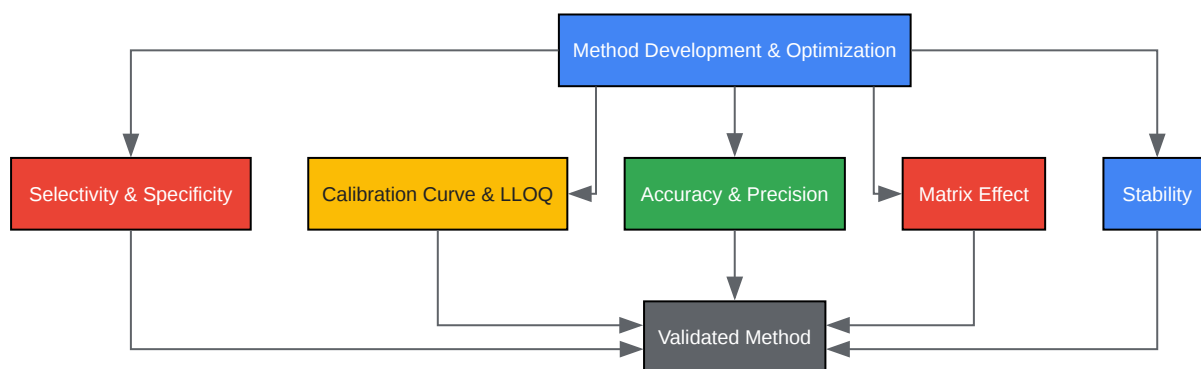 Method Development & Optimization
Selectivity & Specificity
Calibration Curve & LLOQ
Accuracy & Precision
Matrix Effect
Stability
Validated Method